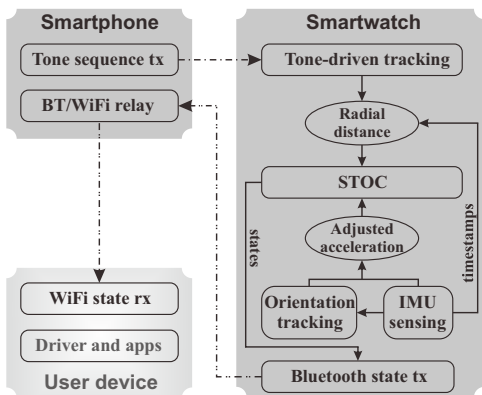 Smartphone
Tone sequence tx
BT/WiFi relay
WiFi state rx
Driver and apps
User device
Smartwatch
Tone-driven tracking
Radial
distance
STOC
Adjusted
acceleration
states
timestamps
Orientation
tracking
IMU
sensing
Bluetooth state tx